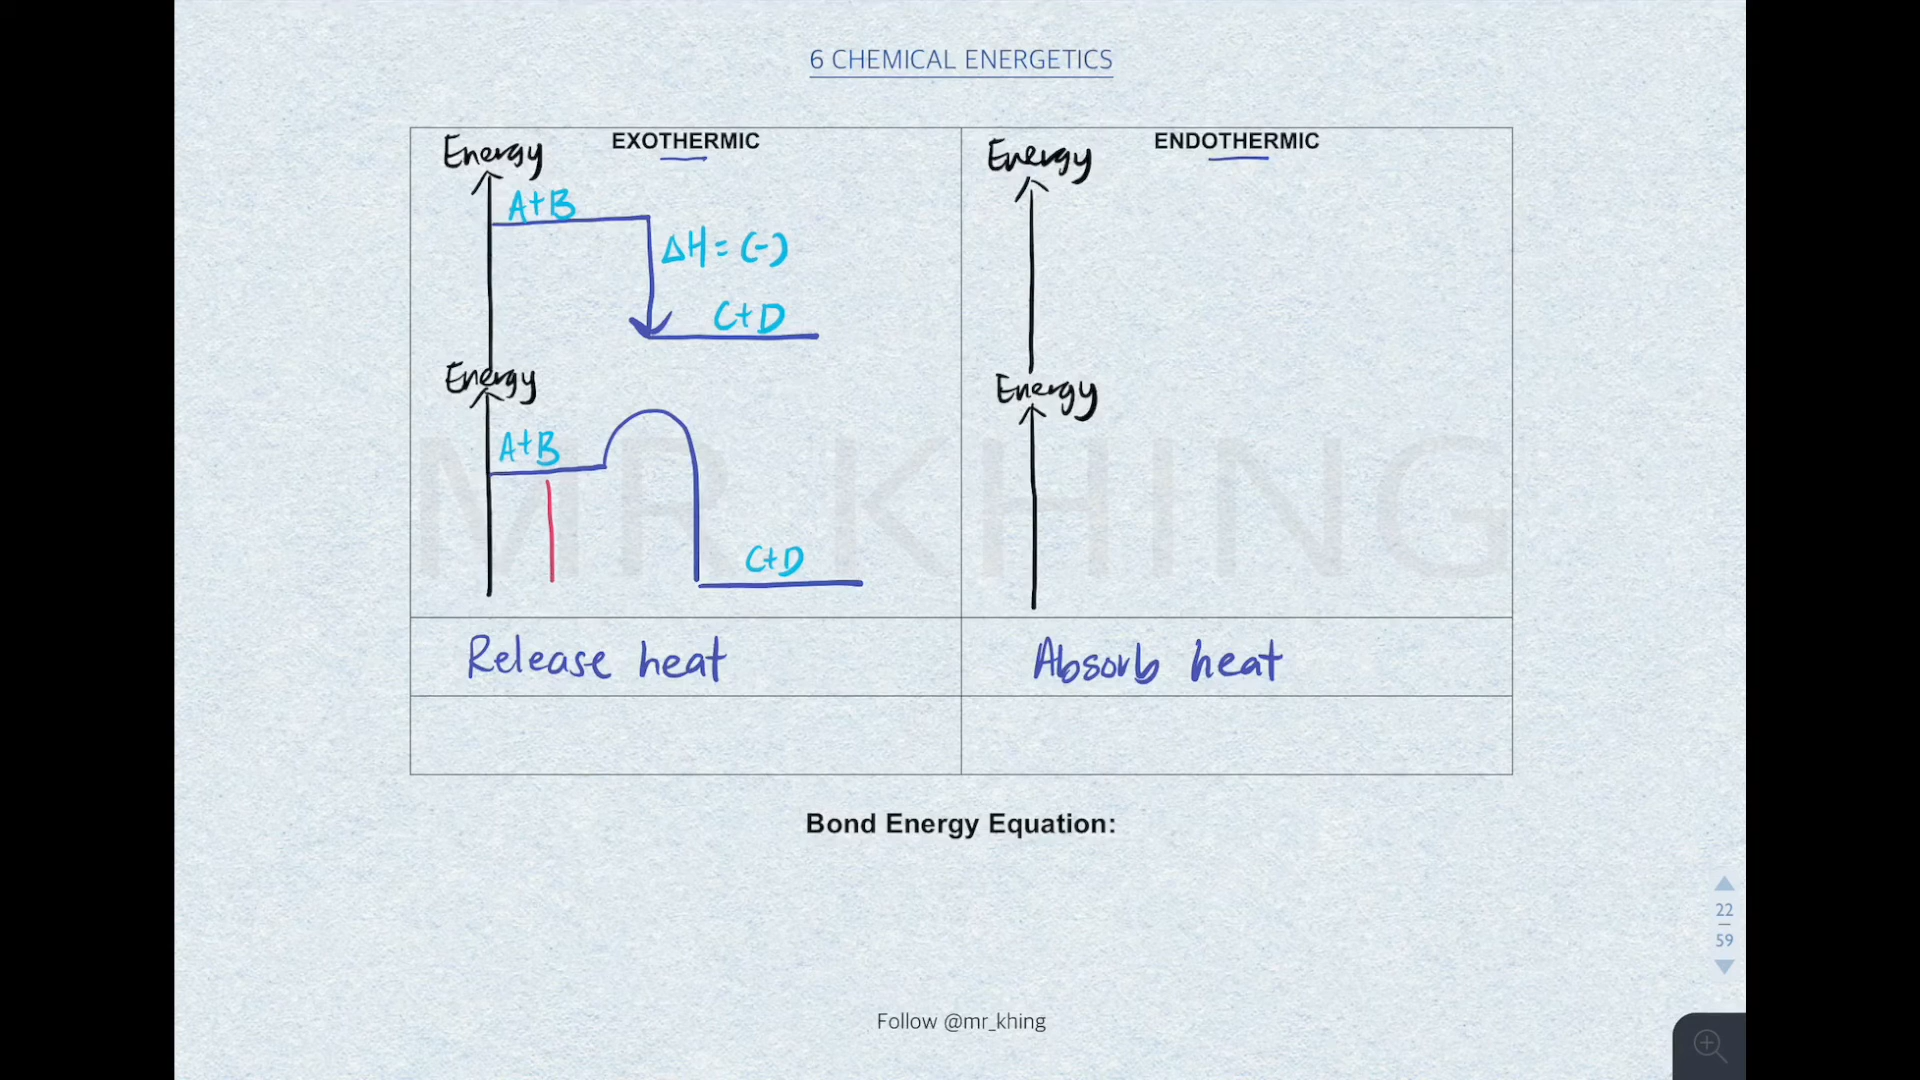 6 CHEMICAL ENERGETICS
EXOTHERMIC
Energy
A+B
ΔH = (-)
C+D
Energy
A+B
C+D
ENDOTHERMIC
Energy
Energy
MR KHING
Release heat
Absorb heat
Bond Energy Equation:
22
59
Follow @mr_khing